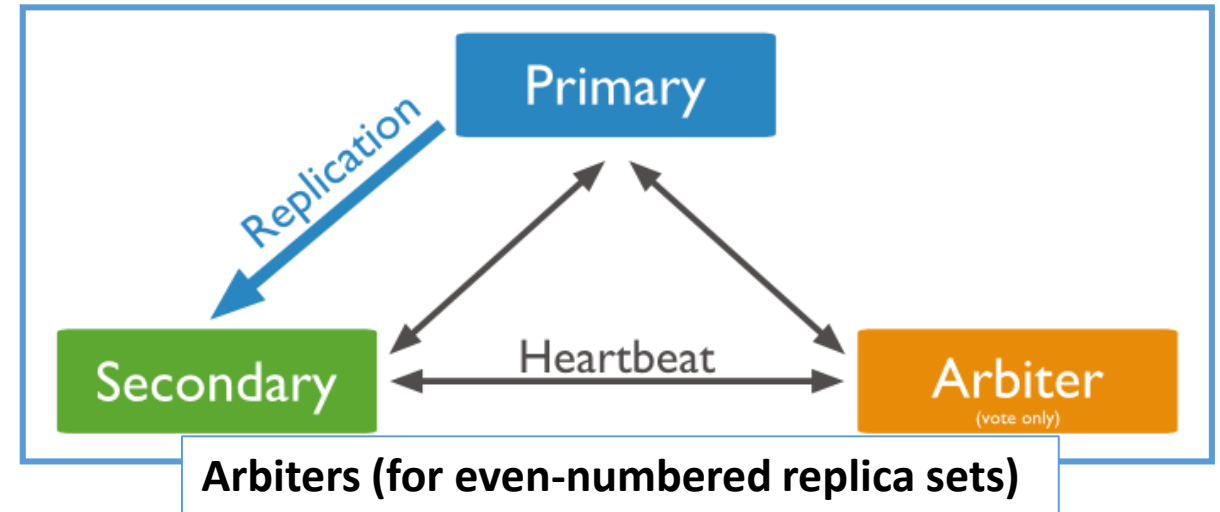 Primary
Replication
Heartbeat
Secondary
Arbiter
(vote only)
Arbiters (for even-numbered replica sets)